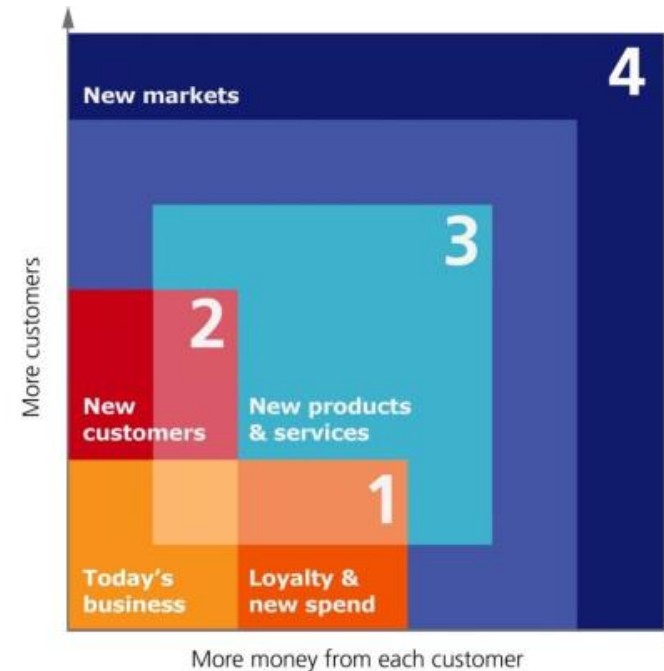 4
New markets
3
2
New
customers
New products
& services
1
Today's
business
Loyalty &
new spend
More customers
More money from each customer